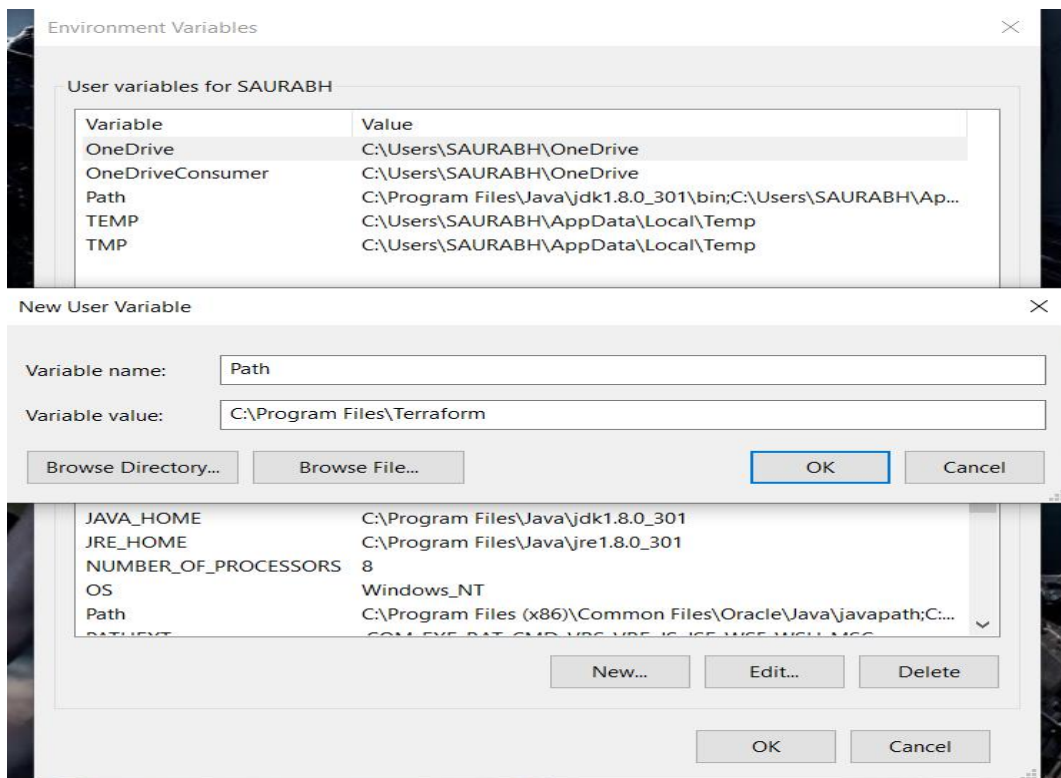 Environment Variables
User variables for SAURABH
Variable Value
OneDrive C:\Users\SAURABH\OneDrive
OneDriveConsumer C:\Users\SAURABH\OneDrive
Path C:\Program Files\Java\jdk1.8.0_301\bin;C:\Users\SAURABH\Ap...
TEMP C:\Users\SAURABH\AppData\Local\Temp
TMP C:\Users\SAURABH\AppData\Local\Temp
New User Variable
Variable name: Path
Variable value: C:\Program Files\Terraform
Browse Directory... Browse File... OK Cancel
JAVA_HOME C:\Program Files\Java\jdk1.8.0_301
JRE_HOME C:\Program Files\Java\jre1.8.0_301
NUMBER_OF_PROCESSORS 8
OS Windows_NT
Path C:\Program Files (x86)\Common Files\Oracle\Java\javapath;C:...
New... Edit... Delete
OK Cancel